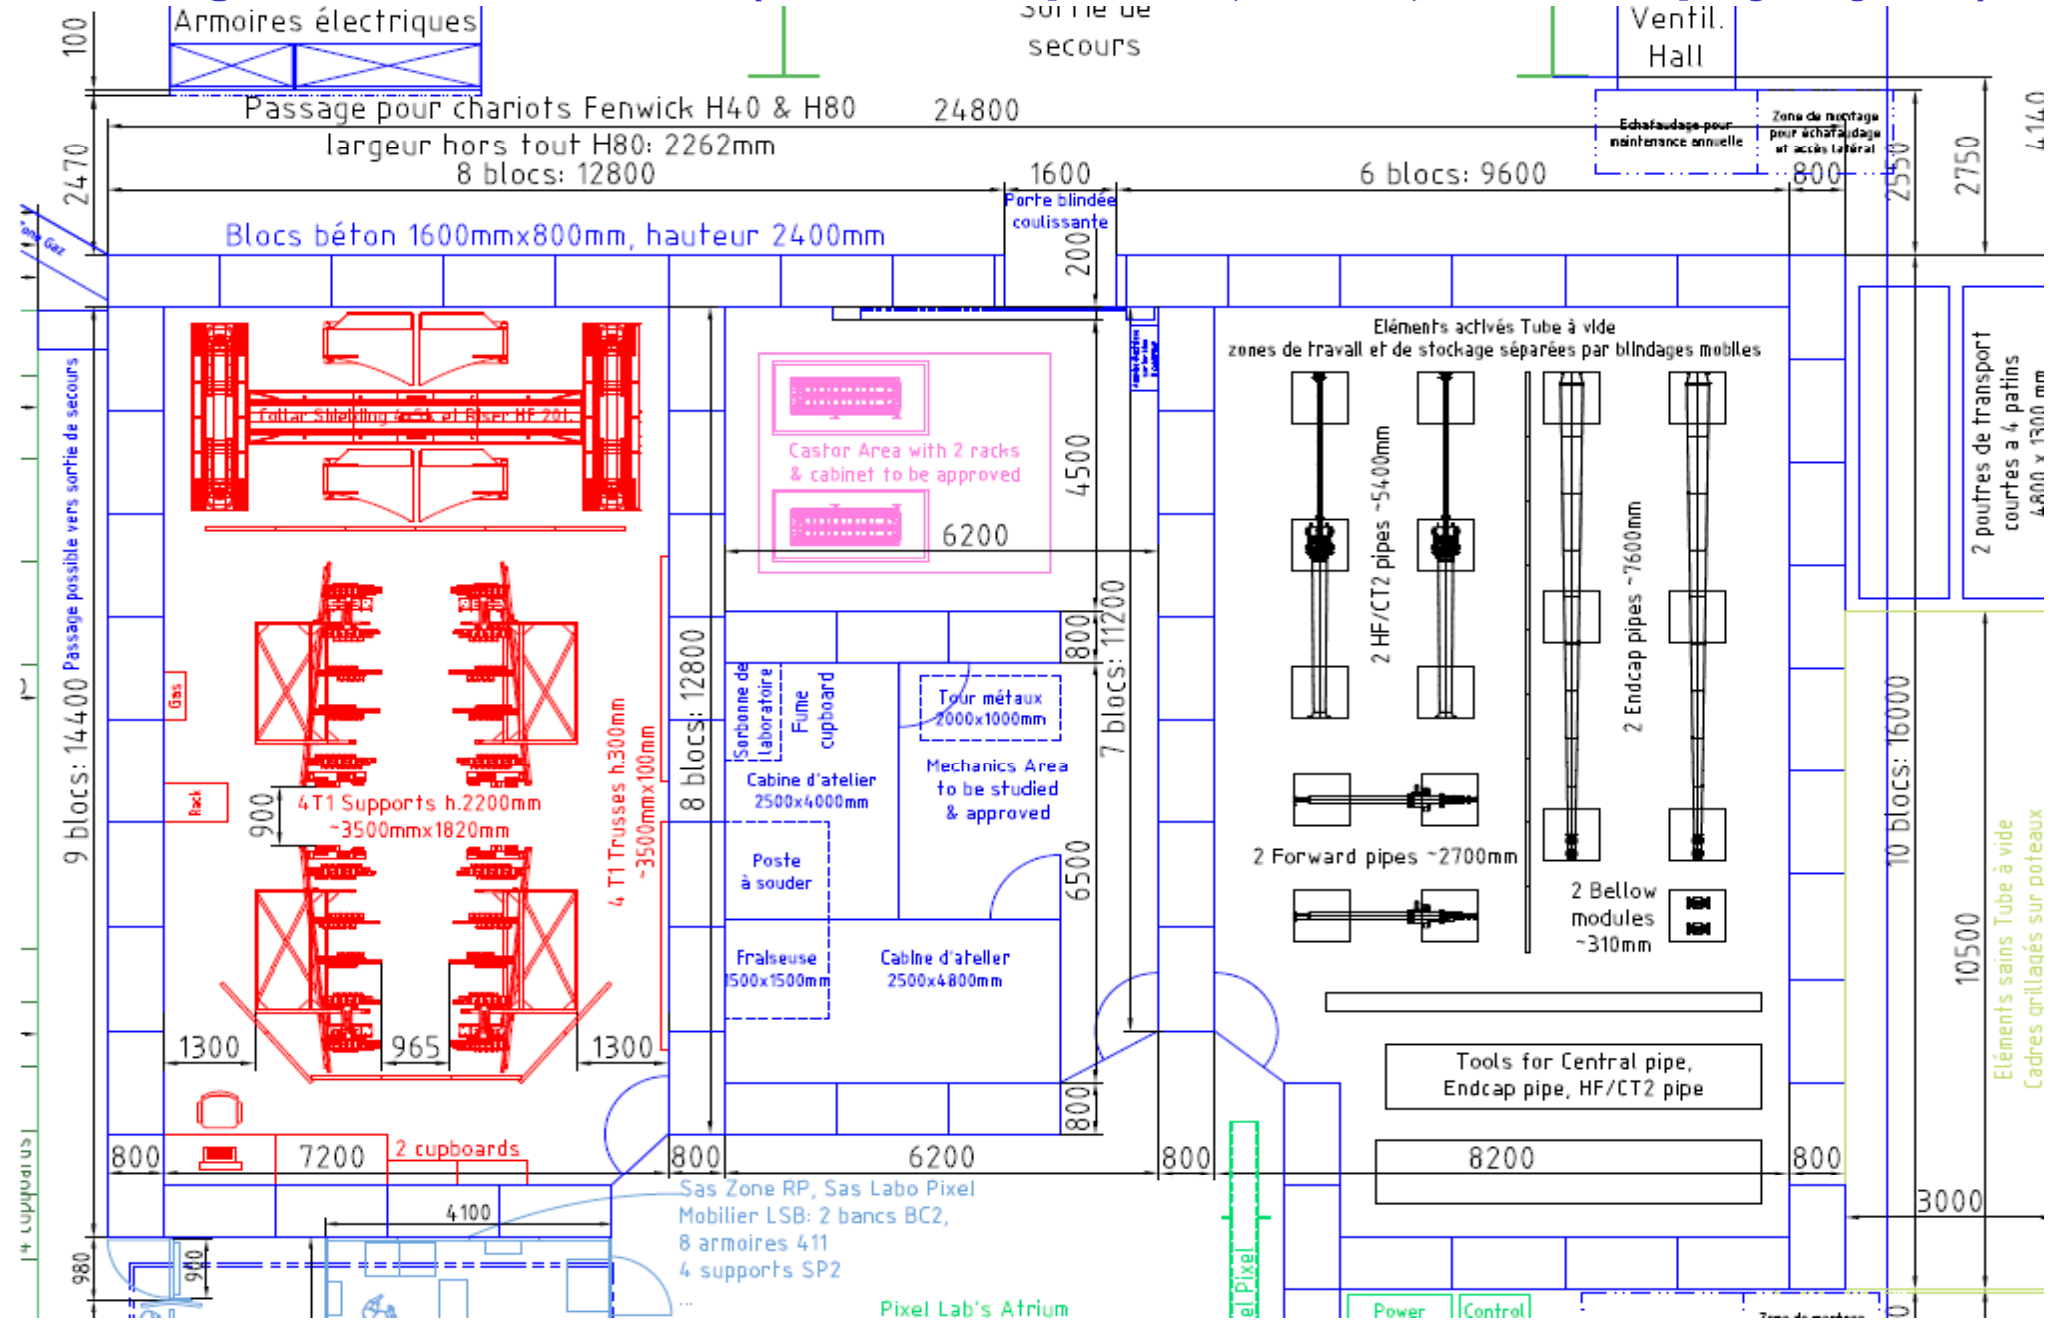 Armoires électriques
100
Sortie de
secours
Ventil.
Hall
Passage pour chariots Fenwick H40 & H80
24800
largeur hors tout H80: 2262mm
8 blocs: 12800
1600
6 blocs: 9600
800
Echafaudage pour
maintenance annuelle
Zone de montage
pour échafaudage
et accès latéral
2550
2750
4140
2470
Porte blindée
coulissante
200
Blocs béton 1600mmx800mm, hauteur 2400mm
Zone Gaz
9 blocs: 14400 Passage possible vers sortie de secours
Gas
Rack
900
4 T1 Supports h.2200mm
~3500mmx1820mm
4 T1 Trusses h.300mm
~3500mmx100mm
8 blocs: 12800
1300
965
1300
2 cupboards
800
7200
800
6200
800
8200
800
Castor Area with 2 racks
& cabinet to be approved
4500
6200
800
7 blocs: 11200
Sorbonne de
laboratoire
Fume
cupboard
Tour métaux
2000x1000mm
Cabine d'atelier
2500x4000mm
Mechanics Area
to be studied
& approved
Poste
à souder
6500
Fraiseuse
1500x1500mm
Cabine d'atelier
2500x4800mm
800
Eléments activés Tube à vide
zones de travail et de stockage séparées par blindages mobiles
2 HF/CT2 pipes ~5400mm
2 Endcap pipes ~7600mm
2 Forward pipes ~2700mm
2 Bellow
modules
~310mm
Tools for Central pipe,
Endcap pipe, HF/CT2 pipe
10 blocs: 16000
2 poutres de transport
courtes a 4 patins
4800 x 1300 mm
10500
Eléments sains Tube à vide
Cadres grillagés sur poteaux
3000
4100
980
900
Sas Zone RP, Sas Labo Pixel
Mobilier LSB: 2 bancs BC2,
8 armoires 411
4 supports SP2
...
Pixel Lab's Atrium
Pixel
Power
Control
4 cupboards